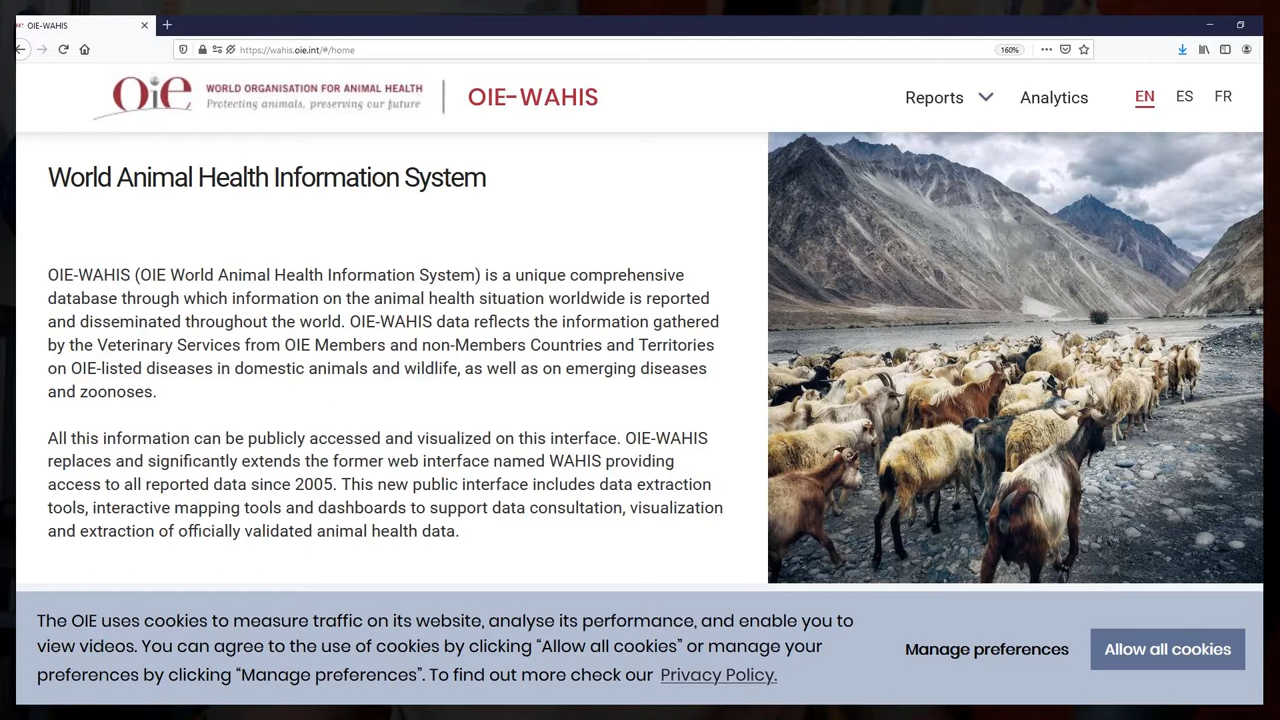 OIE-WAHIS
https://wahis.oie.int/#/home
160%
Oie
WORLD ORGANISATION FOR ANIMAL HEALTH
Protecting animals, preserving our future
OIE-WAHIS
Reports
Analytics
EN
ES
FR
World Animal Health Information System
OIE-WAHIS (OIE World Animal Health Information System) is a unique comprehensive
database through which information on the animal health situation worldwide is reported
and disseminated throughout the world. OIE-WAHIS data reflects the information gathered
by the Veterinary Services from OIE Members and non-Members Countries and Territories
on OIE-listed diseases in domestic animals and wildlife, as well as on emerging diseases
and zoonoses.
All this information can be publicly accessed and visualized on this interface. OIE-WAHIS
replaces and significantly extends the former web interface named WAHIS providing
access to all reported data since 2005. This new public interface includes data extraction
tools, interactive mapping tools and dashboards to support data consultation, visualization
and extraction of officially validated animal health data.
The OIE uses cookies to measure traffic on its website, analyse its performance, and enable you to
view videos. You can agree to the use of cookies by clicking “Allow all cookies” or manage your
preferences by clicking “Manage preferences”. To find out more check our Privacy Policy.
Manage preferences
Allow all cookies